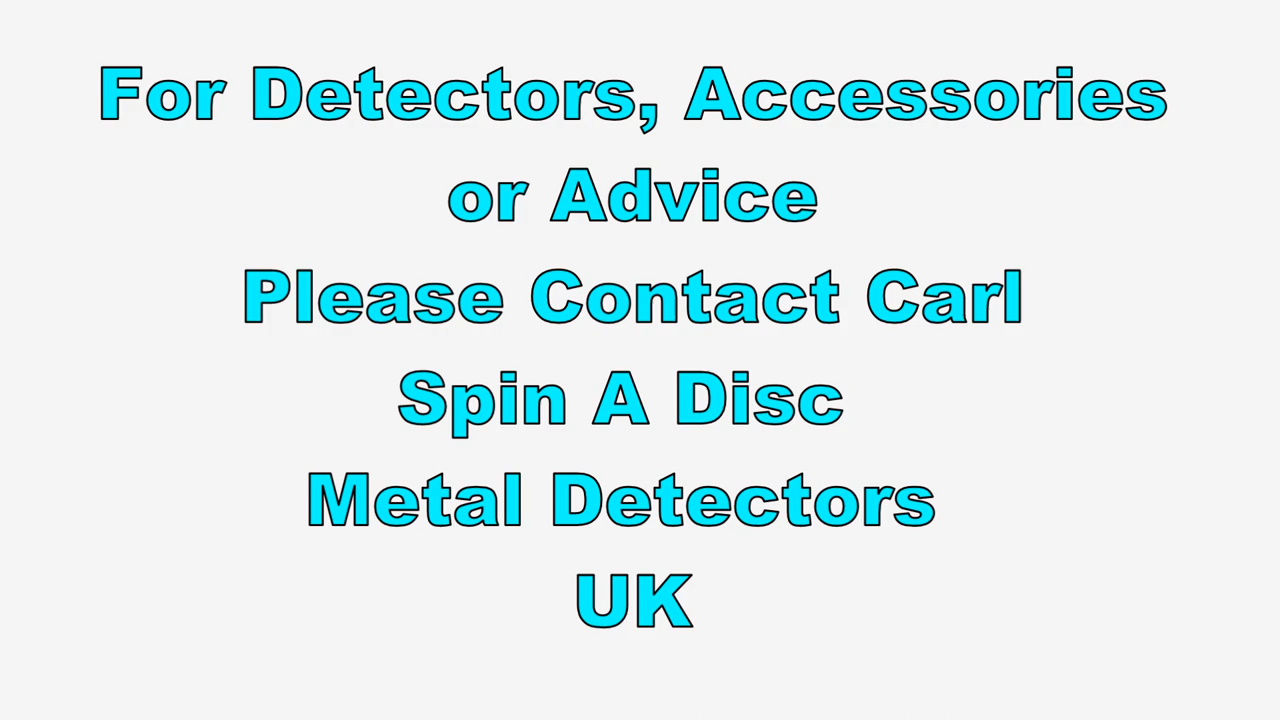 For Detectors, Accessories
or Advice
Please Contact Carl
Spin A Disc
Metal Detectors
UK